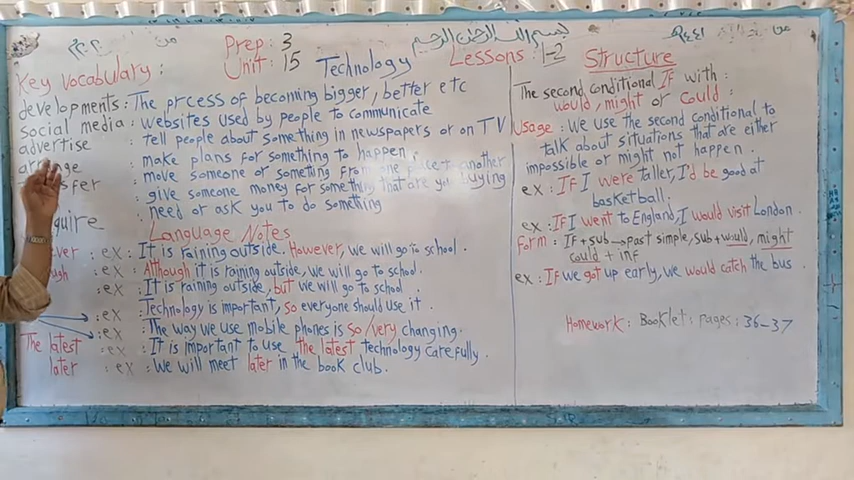 بسم الله الرحمن الرحيم
Prep : 3
Unit : 15
Technology
Lessons : 1-2
Key Vocabulary :
developments : The prcess of becoming bigger, better etc
social media : websites used by people to communicate
advertise : tell people about something in newspapers or on TV
make plans for something to happen.
move someone or something from one place to another
give someone money for something that are you buying
need or ask you to do something
Language Notes
: ex : It is raining outside. However, we will go to school.
: ex : Although it is raining outside, we will go to school.
: ex : It is raining outside, but we will go to school
: ex : Technology is important, so everyone should use it.
: ex : The way we use mobile phones is so/very changing.
The latest : ex : It is important to use the latest technology carefully.
later : ex : We will meet later in the book club.
Structure
The second conditional If with :
would, might or could :
Usage : We use the second conditional to
talk about situations that are either
impossible or might not happen.
ex : If I were taller, I'd be good at
basketball.
ex : If I went to England, I would visit London.
Form : If + sub → past simple, sub + would, might
could + inf
ex : If we got up early, we would catch the bus
Homework : Booklet : pages : 36-37